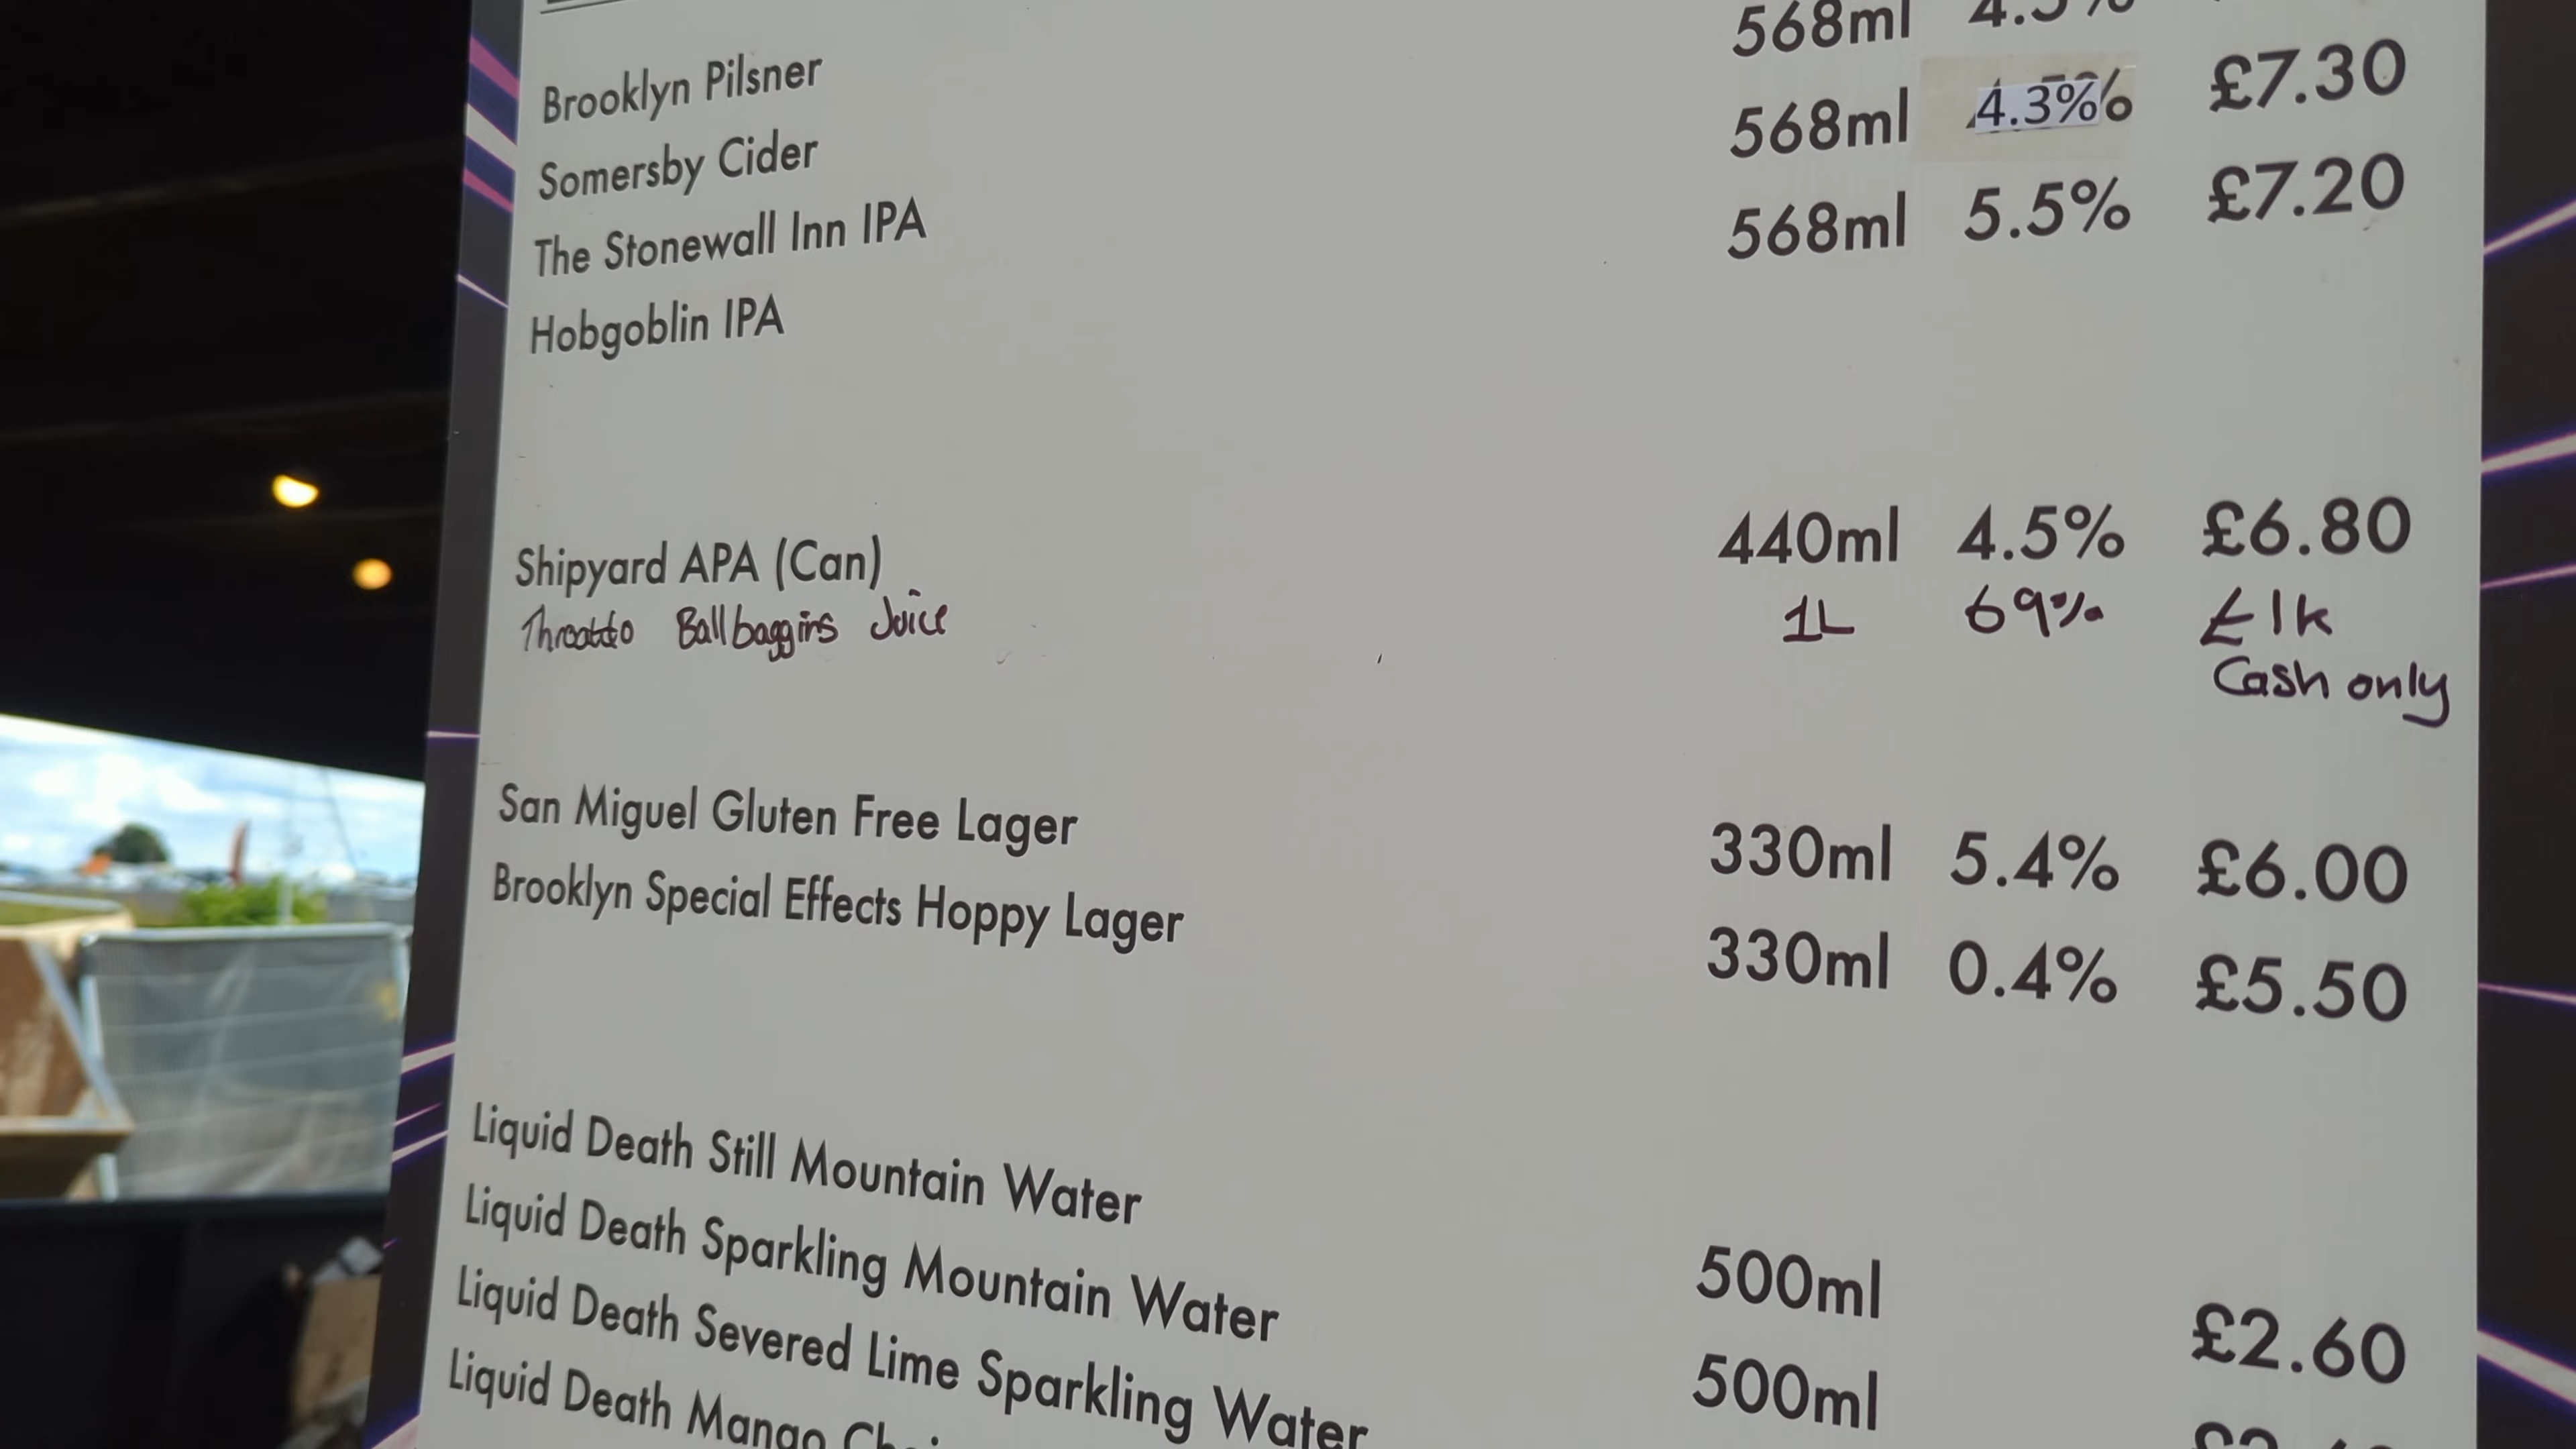 Brooklyn Pilsner
Somersby Cider 568ml
The Stonewall Inn IPA 568ml 4.3% £7.30
Hobgoblin IPA 568ml 5.5% £7.20
Shipyard APA (Can) 440ml 4.5% £6.80
Ballbaggins Juice 1L 69% £1k
Cash only
San Miguel Gluten Free Lager 330ml 5.4% £6.00
Brooklyn Special Effects Hoppy Lager 330ml 0.4% £5.50
Liquid Death Still Mountain Water 500ml £2.60
Liquid Death Sparkling Mountain Water 500ml
Liquid Death Severed Lime Sparkling Water
Liquid Death Mango